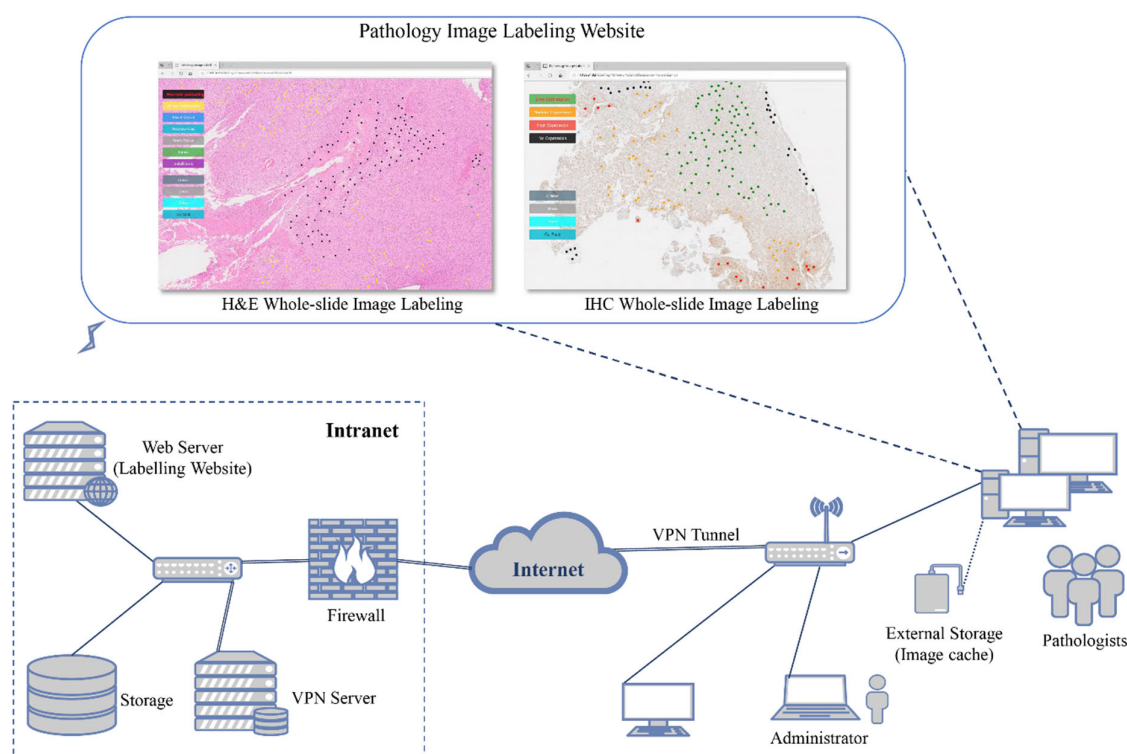 Pathology Image Labeling Website
H&E Whole-slide Image Labeling
IHC Whole-slide Image Labeling
Intranet
Web Server
(Labelling Website)
Firewall
Storage
VPN Server
Internet
VPN Tunnel
External Storage
(Image cache)
Pathologists
Administrator